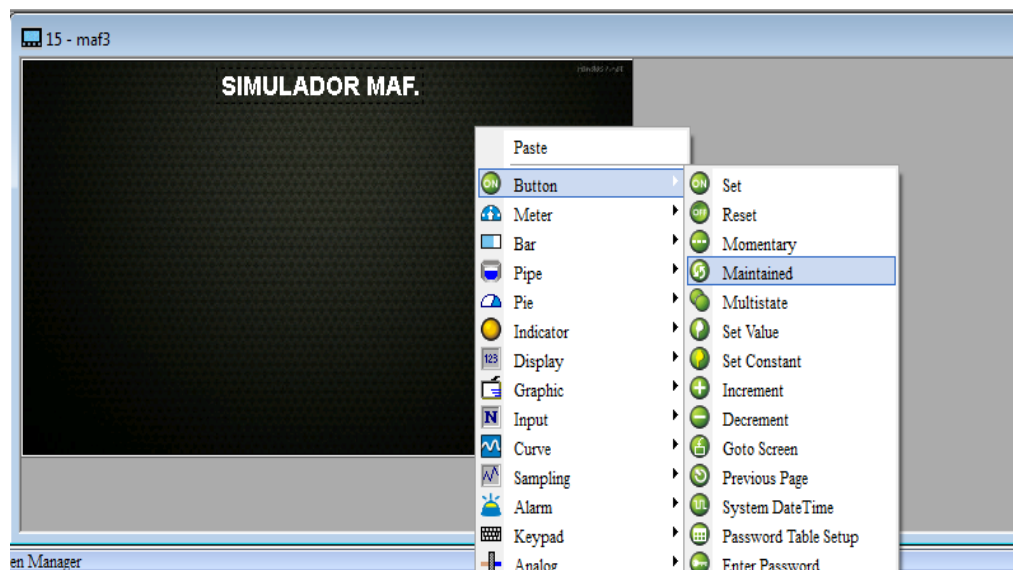 15 - maf3
SIMULADOR MAF.
Paste
Button
Meter
Bar
Pipe
Pie
Indicator
Display
Graphic
Input
Curve
Sampling
Alarm
Keypad
Analog
Set
Reset
Momentary
Maintained
Multistate
Set Value
Set Constant
Increment
Decrement
Goto Screen
Previous Page
System DateTime
Password Table Setup
Enter Password
en Manager